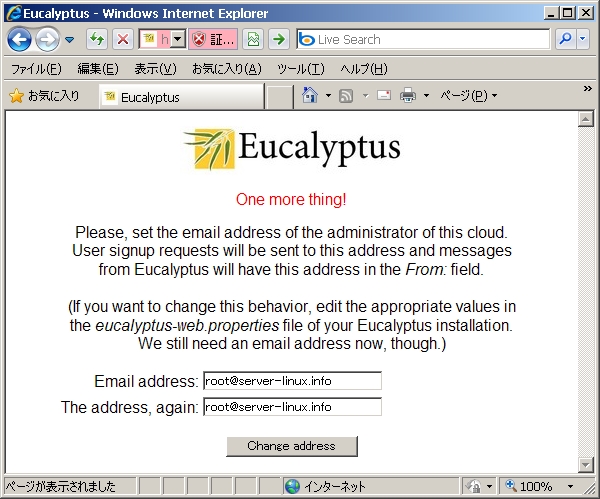 Eucalyptus - Windows Internet Explorer
h
証...
Live Search
ファイル(F) 編集(E) 表示(V) お気に入り(A) ツール(T) ヘルプ(H)
お気に入り
Eucalyptus
ページ(P)
»
Eucalyptus
One more thing!
Please, set the email address of the administrator of this cloud.
User signup requests will be sent to this address and messages
from Eucalyptus will have this address in the From: field.
(If you want to change this behavior, edit the appropriate values in
the eucalyptus-web.properties file of your Eucalyptus installation.
We still need an email address now, though.)
Email address: root@server-linux.info
The address, again: root@server-linux.info
Change address
ページが表示されました
インターネット
100%